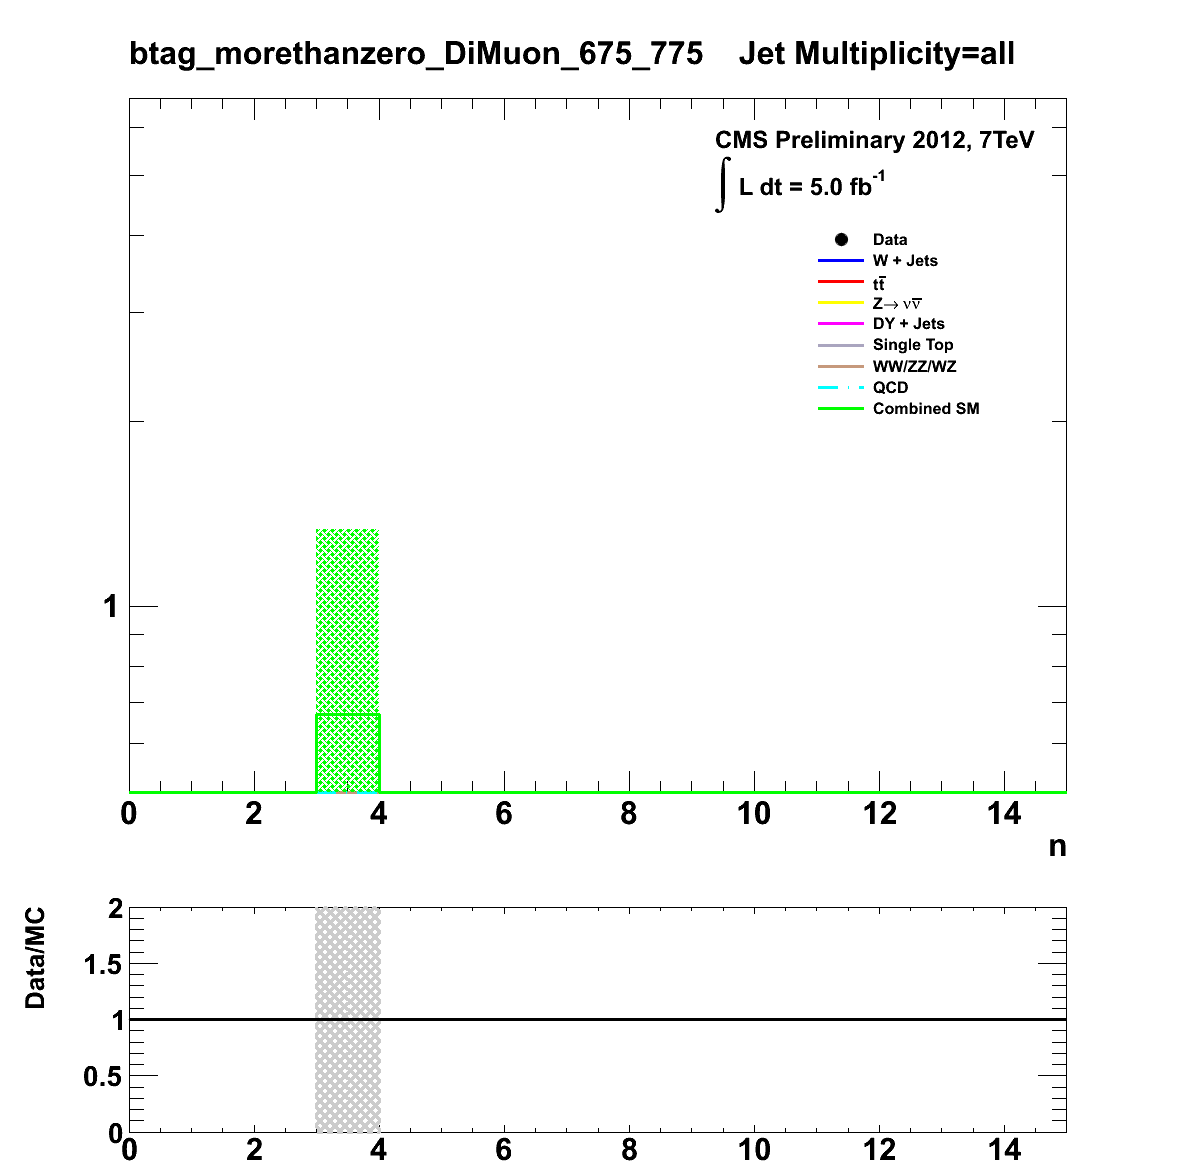 btag_morethanzero_DiMuon_675_775 Jet Multiplicity=all
CMS Preliminary 2012, 7TeV
∫ L dt = 5.0 fb⁻¹
Data
W + Jets
tt̅
Z→ νν̅
DY + Jets
Single Top
WW/ZZ/WZ
QCD
Combined SM
1
0 2 4 6 8 10 12 14
n
Data/MC
2
1.5
1
0.5
0
0 2 4 6 8 10 12 14